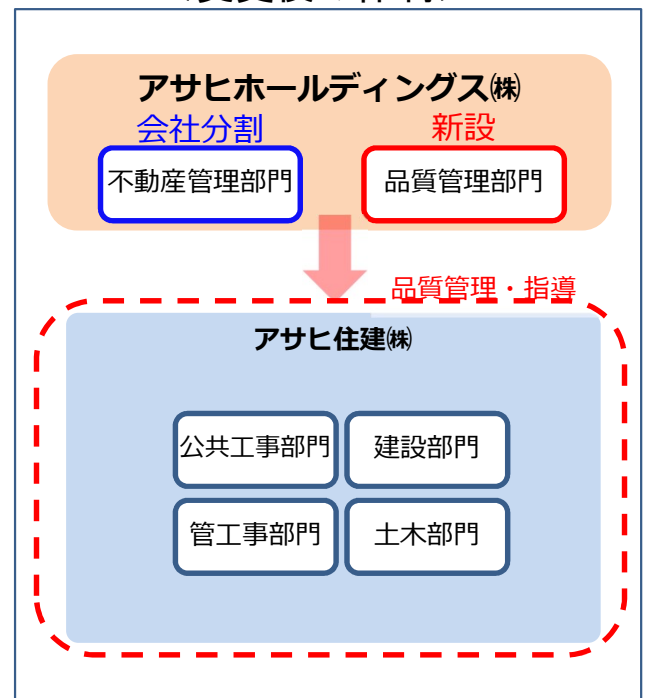 アサヒホールディングス㈱
会社分割 新設
不動産管理部門 品質管理部門
品質管理・指導
アサヒ住建㈱
公共工事部門 建設部門
管工事部門 土木部門